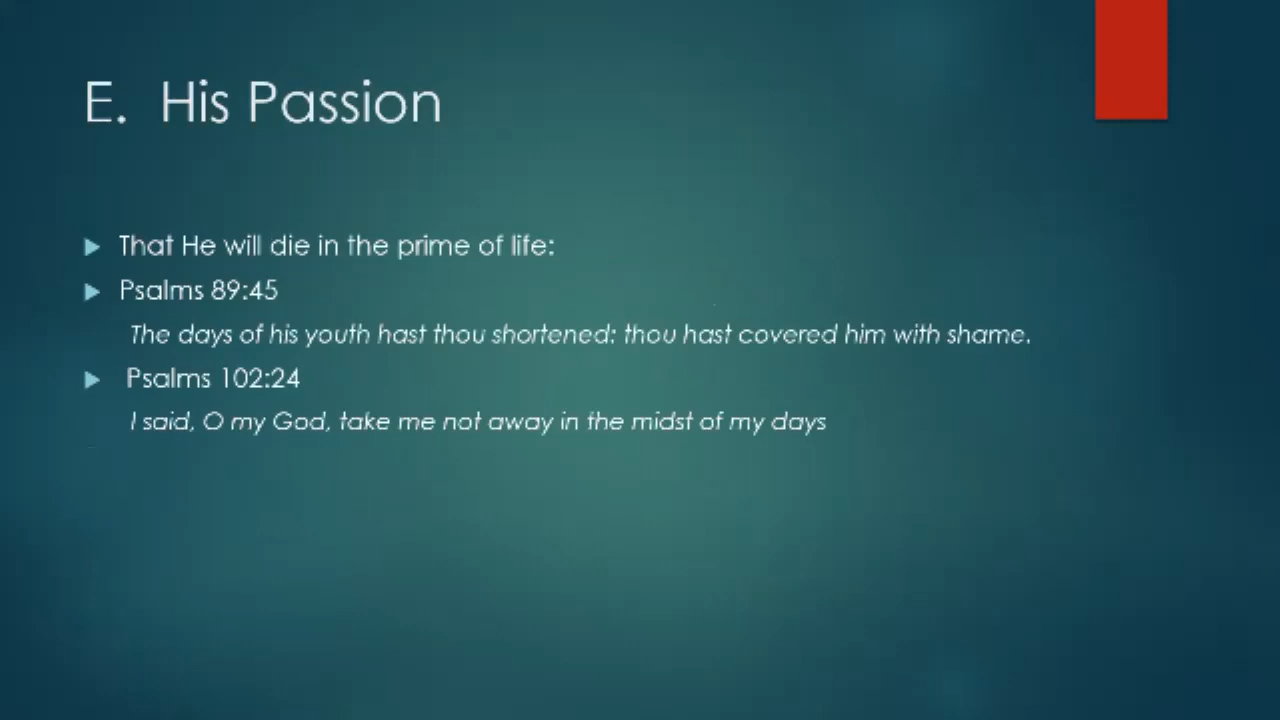 E. His Passion
That He will die in the prime of life:
Psalms 89:45
The days of his youth hast thou shortened: thou hast covered him with shame.
Psalms 102:24
I said, O my God, take me not away in the midst of my days